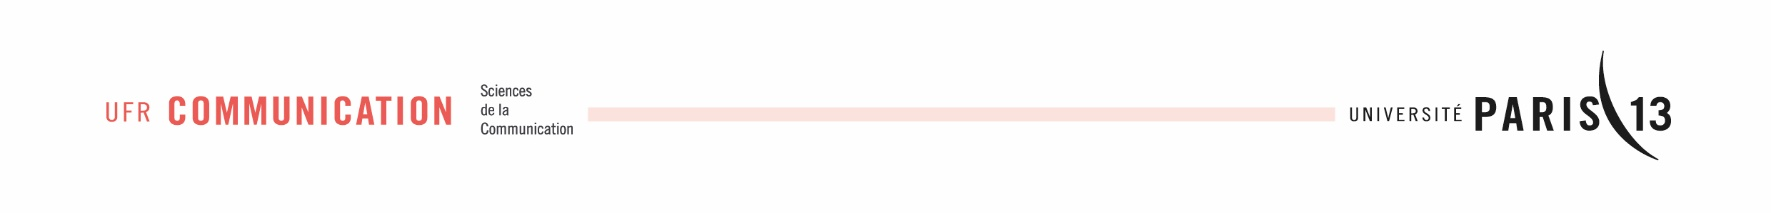 UFR COMMUNICATION
Sciences
de la
Communication
UNIVERSITÉ PARIS 13